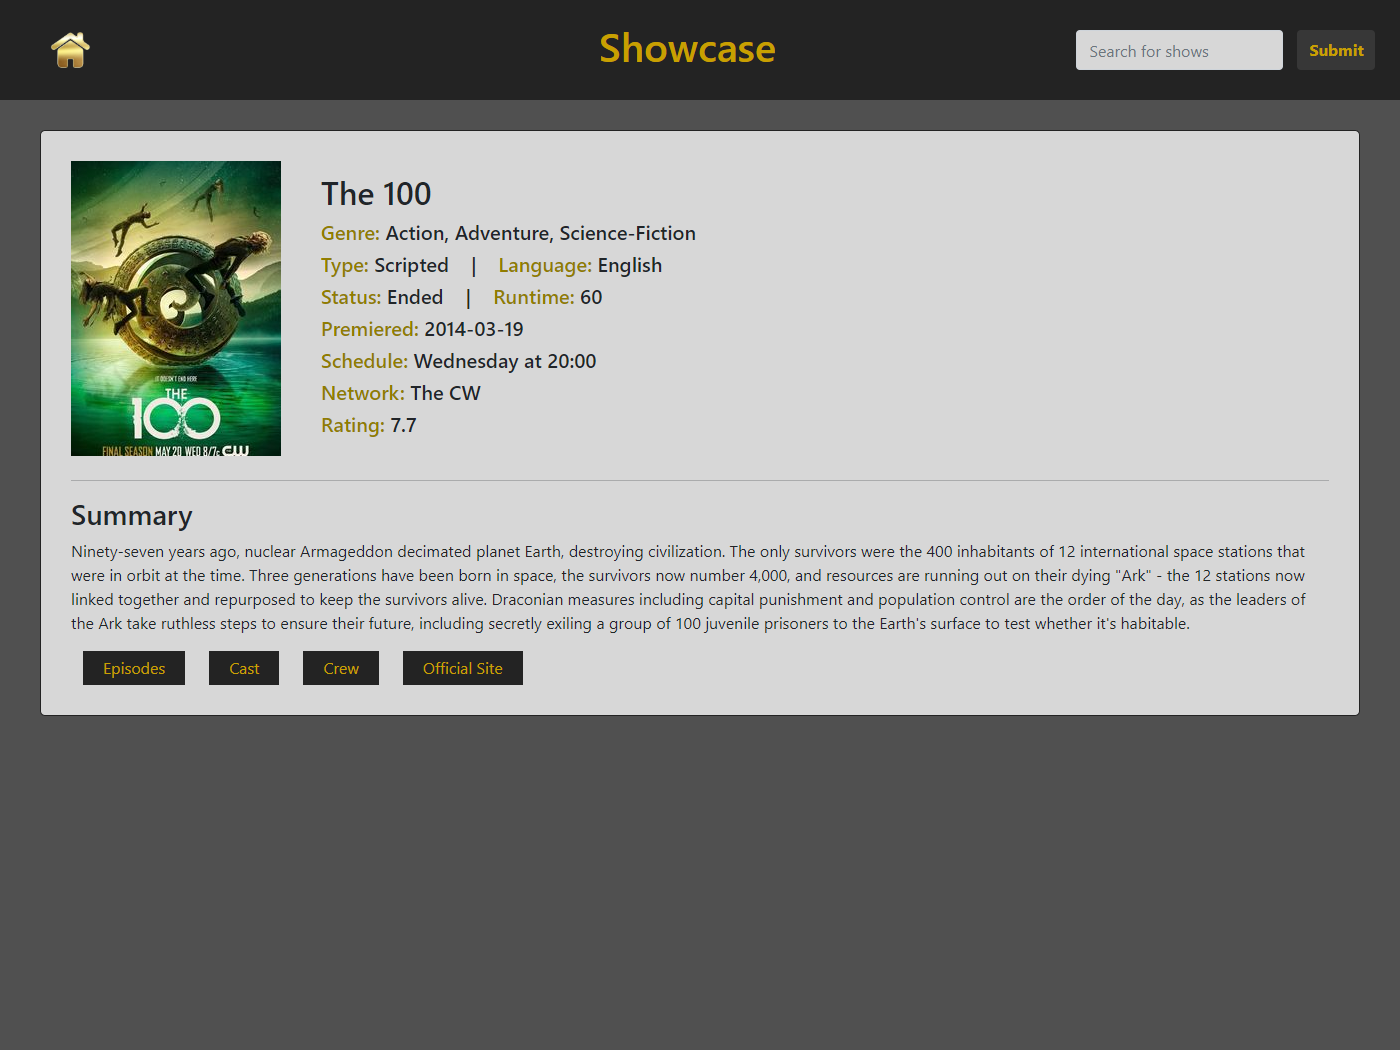 Showcase
Search for shows
Submit
The 100
Genre: Action, Adventure, Science-Fiction
Type: Scripted | Language: English
Status: Ended | Runtime: 60
Premiered: 2014-03-19
Schedule: Wednesday at 20:00
Network: The CW
Rating: 7.7
IT DOESN'T END HERE
THE
100
FINAL SEASON MAY 20 WED 8/7c CW
Summary
Ninety-seven years ago, nuclear Armageddon decimated planet Earth, destroying civilization. The only survivors were the 400 inhabitants of 12 international space stations that
were in orbit at the time. Three generations have been born in space, the survivors now number 4,000, and resources are running out on their dying "Ark" - the 12 stations now
linked together and repurposed to keep the survivors alive. Draconian measures including capital punishment and population control are the order of the day, as the leaders of
the Ark take ruthless steps to ensure their future, including secretly exiling a group of 100 juvenile prisoners to the Earth's surface to test whether it's habitable.
Episodes
Cast
Crew
Official Site